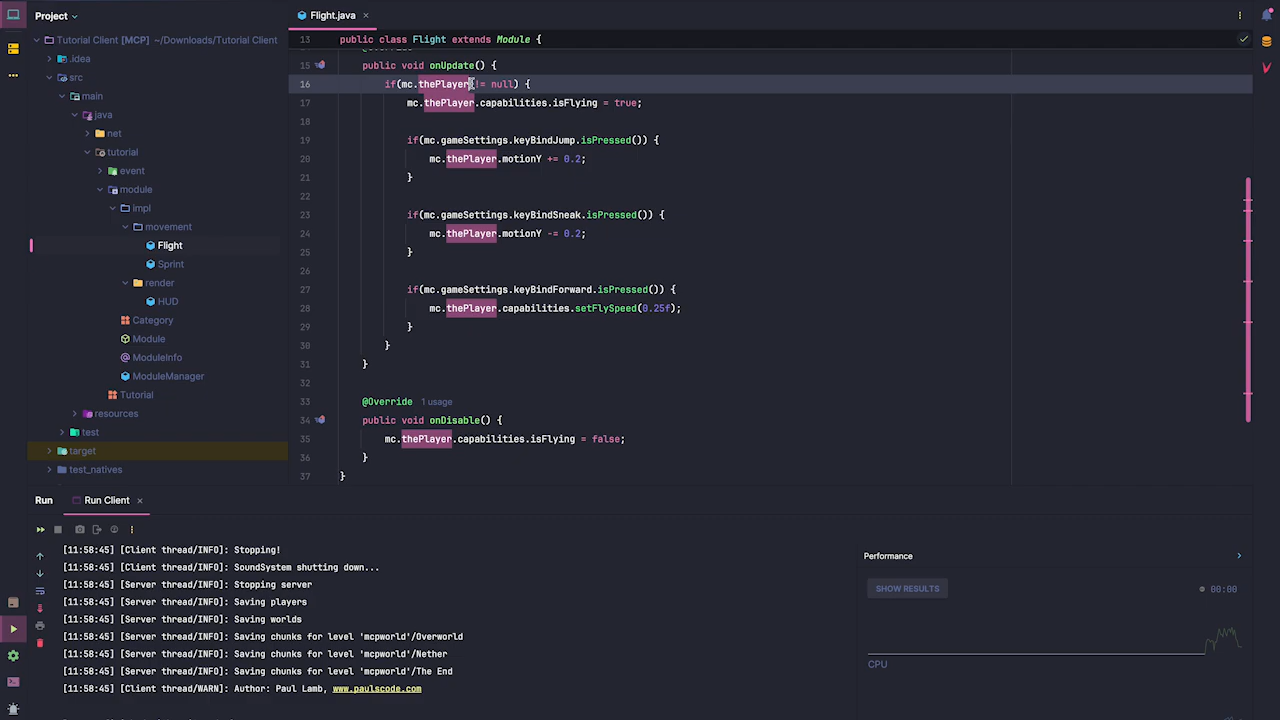 Project
Flight.java
Tutorial Client [MCP] ~/Downloads/Tutorial Client
.idea
src
main
java
net
tutorial
event
module
impl
movement
Flight
Sprint
render
HUD
Category
Module
ModuleInfo
ModuleManager
Tutorial
resources
test
target
test_natives
13 public class Flight extends Module {
15 public void onUpdate() {
16 if(mc.thePlayer != null) {
17 mc.thePlayer.capabilities.isFlying = true;
18
19 if(mc.gameSettings.keyBindJump.isPressed()) {
20 mc.thePlayer.motionY += 0.2;
21 }
22
23 if(mc.gameSettings.keyBindSneak.isPressed()) {
24 mc.thePlayer.motionY -= 0.2;
25 }
26
27 if(mc.gameSettings.keyBindForward.isPressed()) {
28 mc.thePlayer.capabilities.setFlySpeed(0.25f);
29 }
30 }
31 }
32
33 @Override 1 usage
34 public void onDisable() {
35 mc.thePlayer.capabilities.isFlying = false;
36 }
37 }
Run Run Client
[11:58:45] [Client thread/INFO]: Stopping!
[11:58:45] [Client thread/INFO]: SoundSystem shutting down...
[11:58:45] [Server thread/INFO]: Stopping server
[11:58:45] [Server thread/INFO]: Saving players
[11:58:45] [Server thread/INFO]: Saving worlds
[11:58:45] [Server thread/INFO]: Saving chunks for level 'mcpworld'/Overworld
[11:58:45] [Server thread/INFO]: Saving chunks for level 'mcpworld'/Nether
[11:58:45] [Server thread/INFO]: Saving chunks for level 'mcpworld'/The End
[11:58:45] [Client thread/WARN]: Author: Paul Lamb, www.paulscode.com
Performance
SHOW RESULTS 00:00
CPU